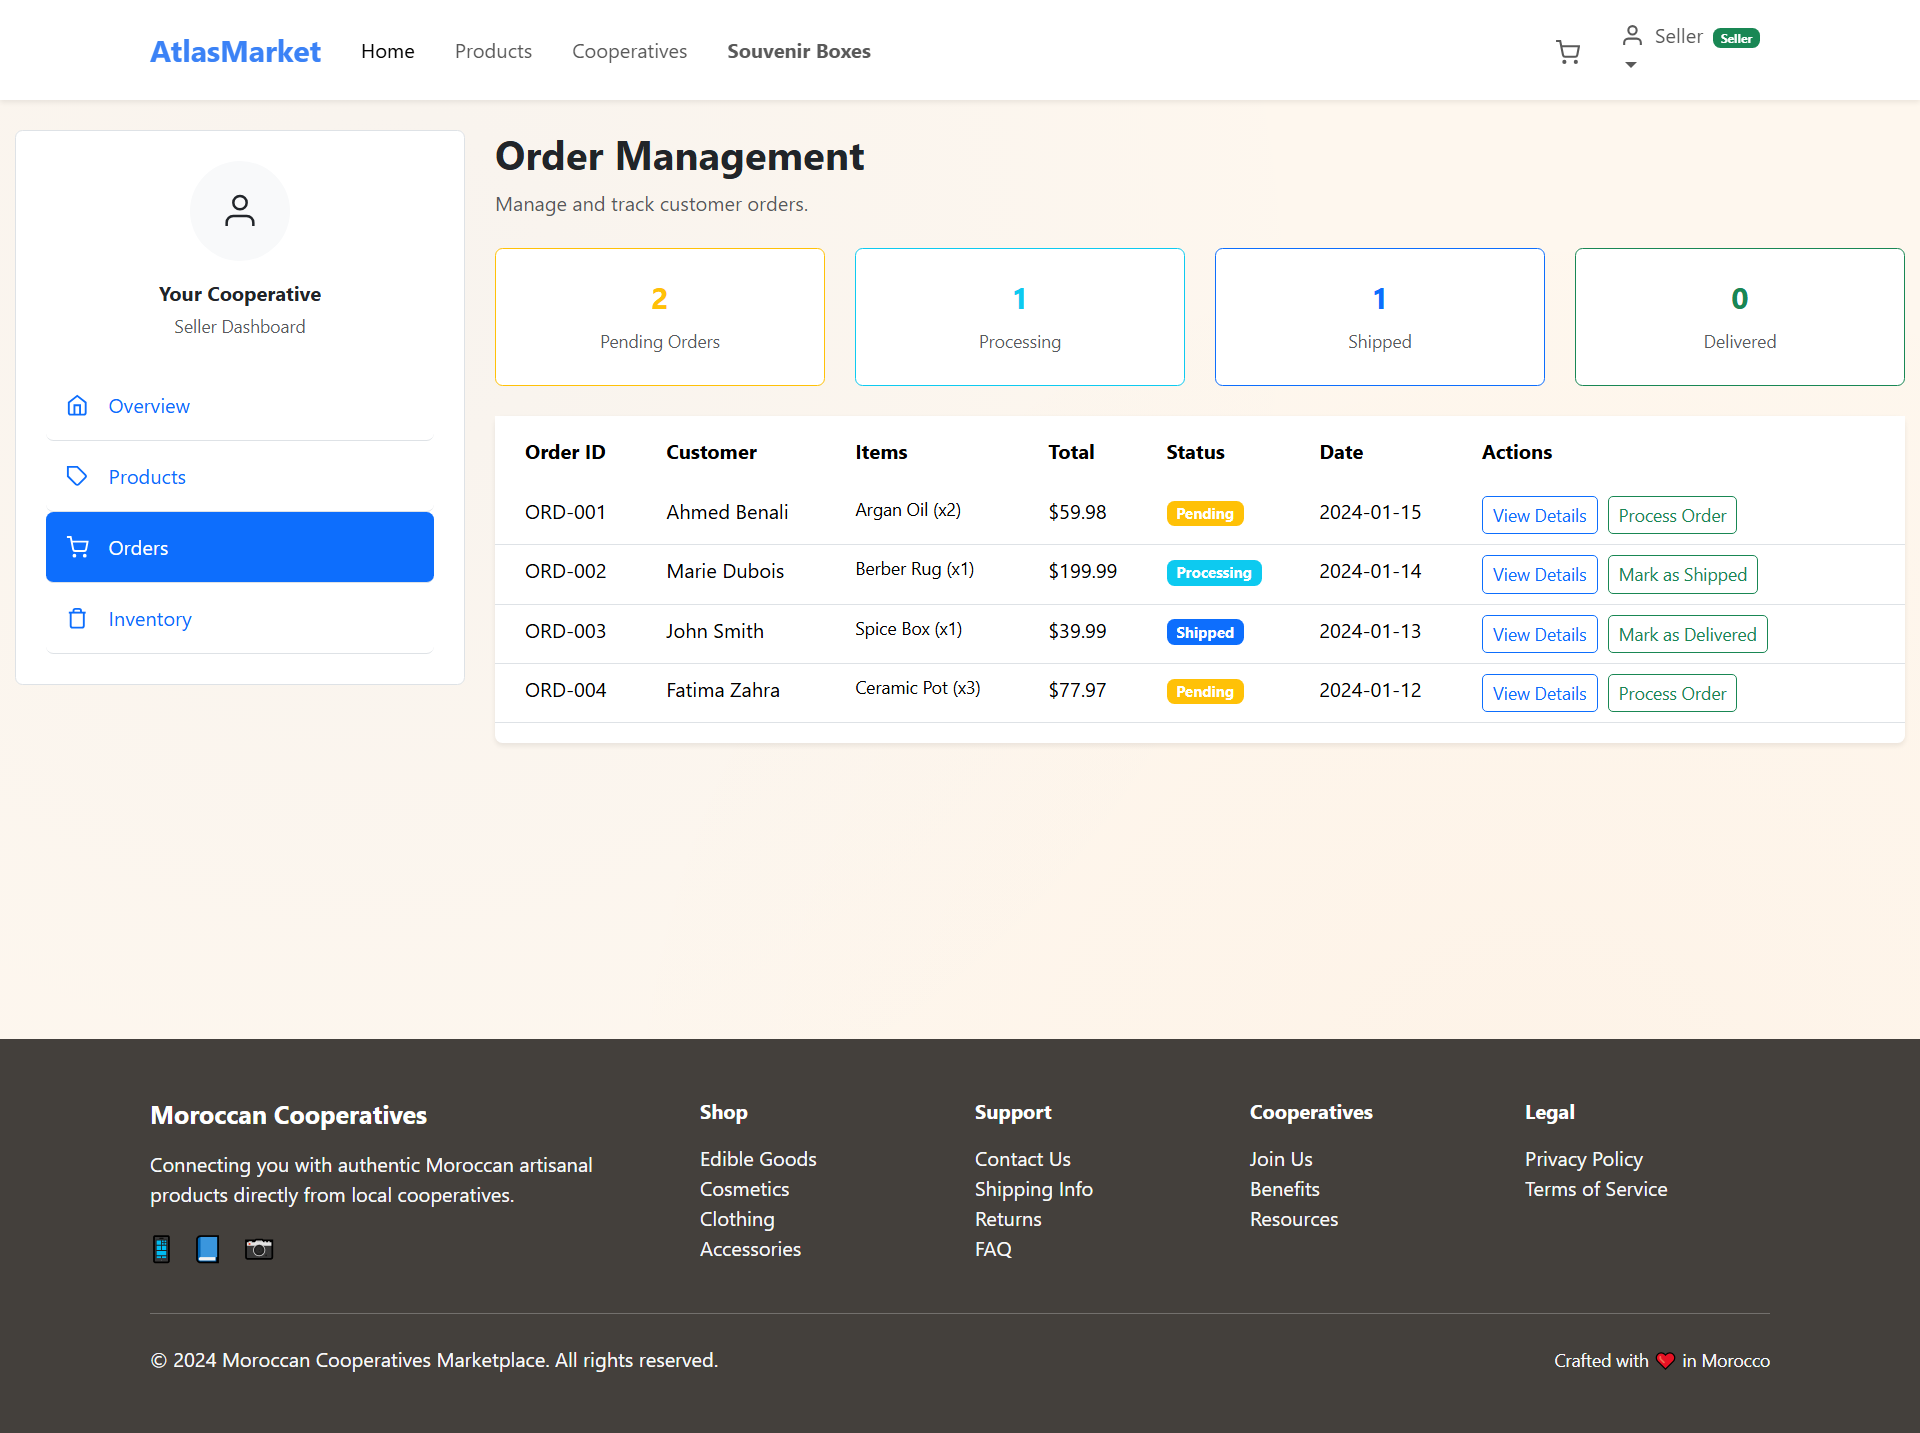 AtlasMarket Home Products Cooperatives Souvenir Boxes Seller Seller
Your Cooperative
Seller Dashboard
Overview
Products
Orders
Inventory
Order Management
Manage and track customer orders.
2 1 1 0
Pending Orders Processing Shipped Delivered
Order ID Customer Items Total Status Date Actions
ORD-001 Ahmed Benali Argan Oil (x2) $59.98 Pending 2024-01-15 View Details Process Order
ORD-002 Marie Dubois Berber Rug (x1) $199.99 Processing 2024-01-14 View Details Mark as Shipped
ORD-003 John Smith Spice Box (x1) $39.99 Shipped 2024-01-13 View Details Mark as Delivered
ORD-004 Fatima Zahra Ceramic Pot (x3) $77.97 Pending 2024-01-12 View Details Process Order
Moroccan Cooperatives
Connecting you with authentic Moroccan artisanal
products directly from local cooperatives.
Shop
Edible Goods
Cosmetics
Clothing
Accessories
Support
Contact Us
Shipping Info
Returns
FAQ
Cooperatives
Join Us
Benefits
Resources
Legal
Privacy Policy
Terms of Service
© 2024 Moroccan Cooperatives Marketplace. All rights reserved.
Crafted with ❤️ in Morocco